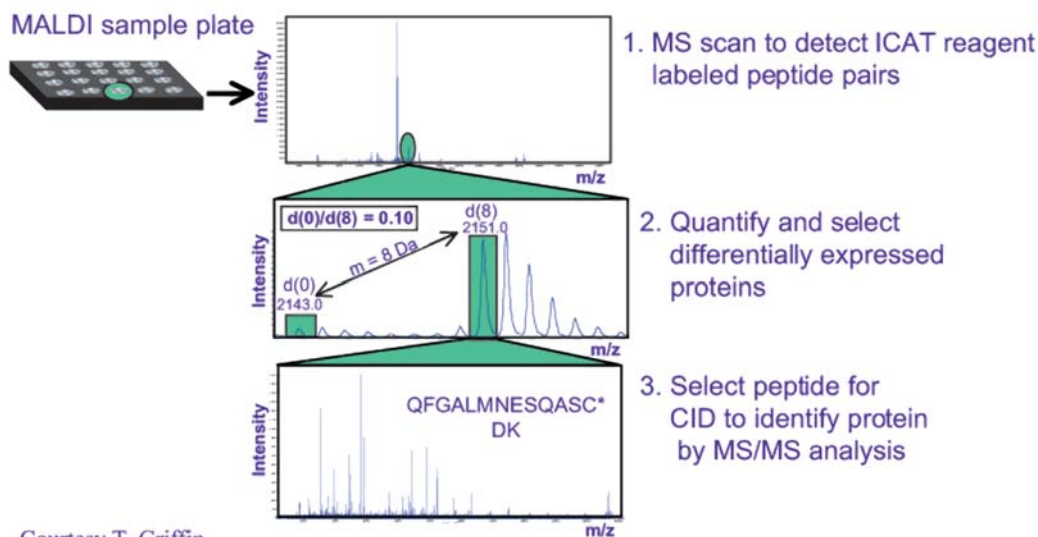 MALDI sample plate
Intensity
m/z
1. MS scan to detect ICAT reagent
labeled peptide pairs
d(0)/d(8) = 0.10
d(8)
2151.0
m = 8 Da
d(0)
2143.0
Intensity
m/z
2. Quantify and select
differentially expressed
proteins
QFGALMNESQASC*
DK
Intensity
m/z
3. Select peptide for
CID to identify protein
by MS/MS analysis
Courtesy T. Griffin